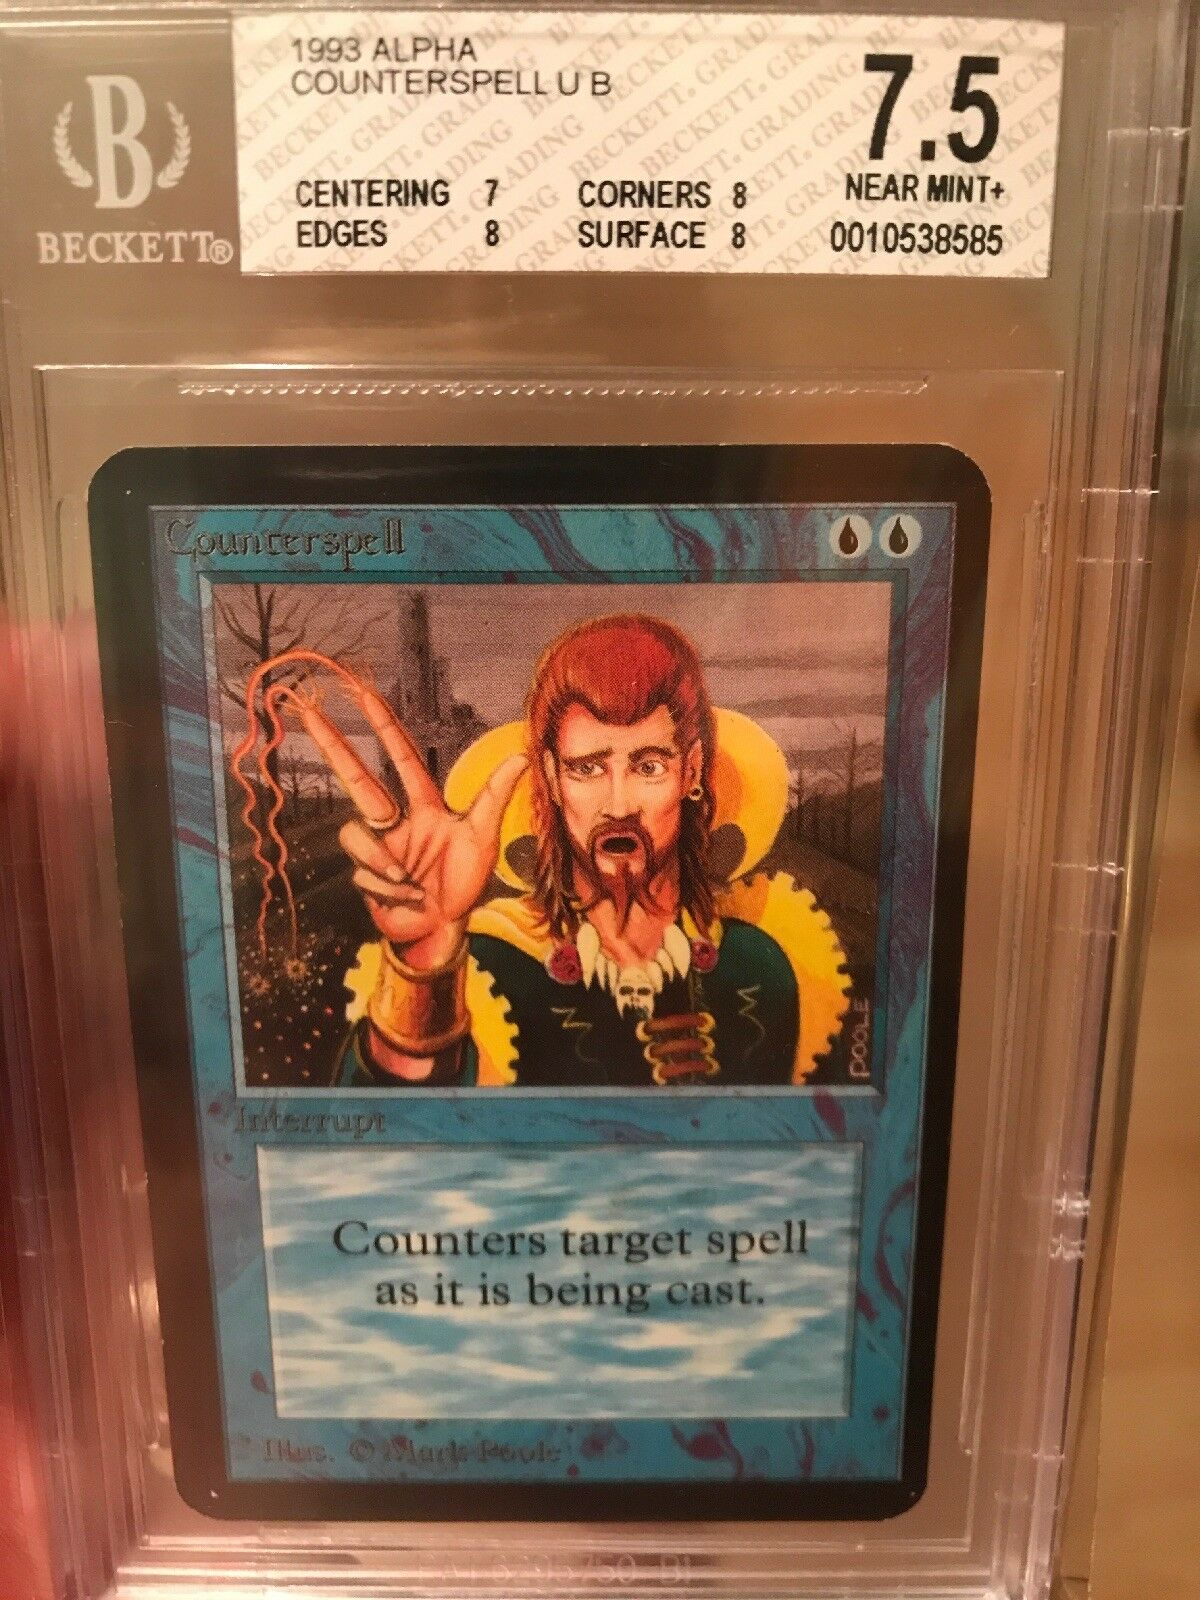 1993 ALPHA
COUNTERSPELL U B
7.5
NEAR MINT+
CENTERING 7 CORNERS 8
EDGES 8 SURFACE 8
0010538585
B
BECKETT®
Counterspell
POOLE
Interrupt
Counters target spell
as it is being cast.
Illus. © Mark Poole